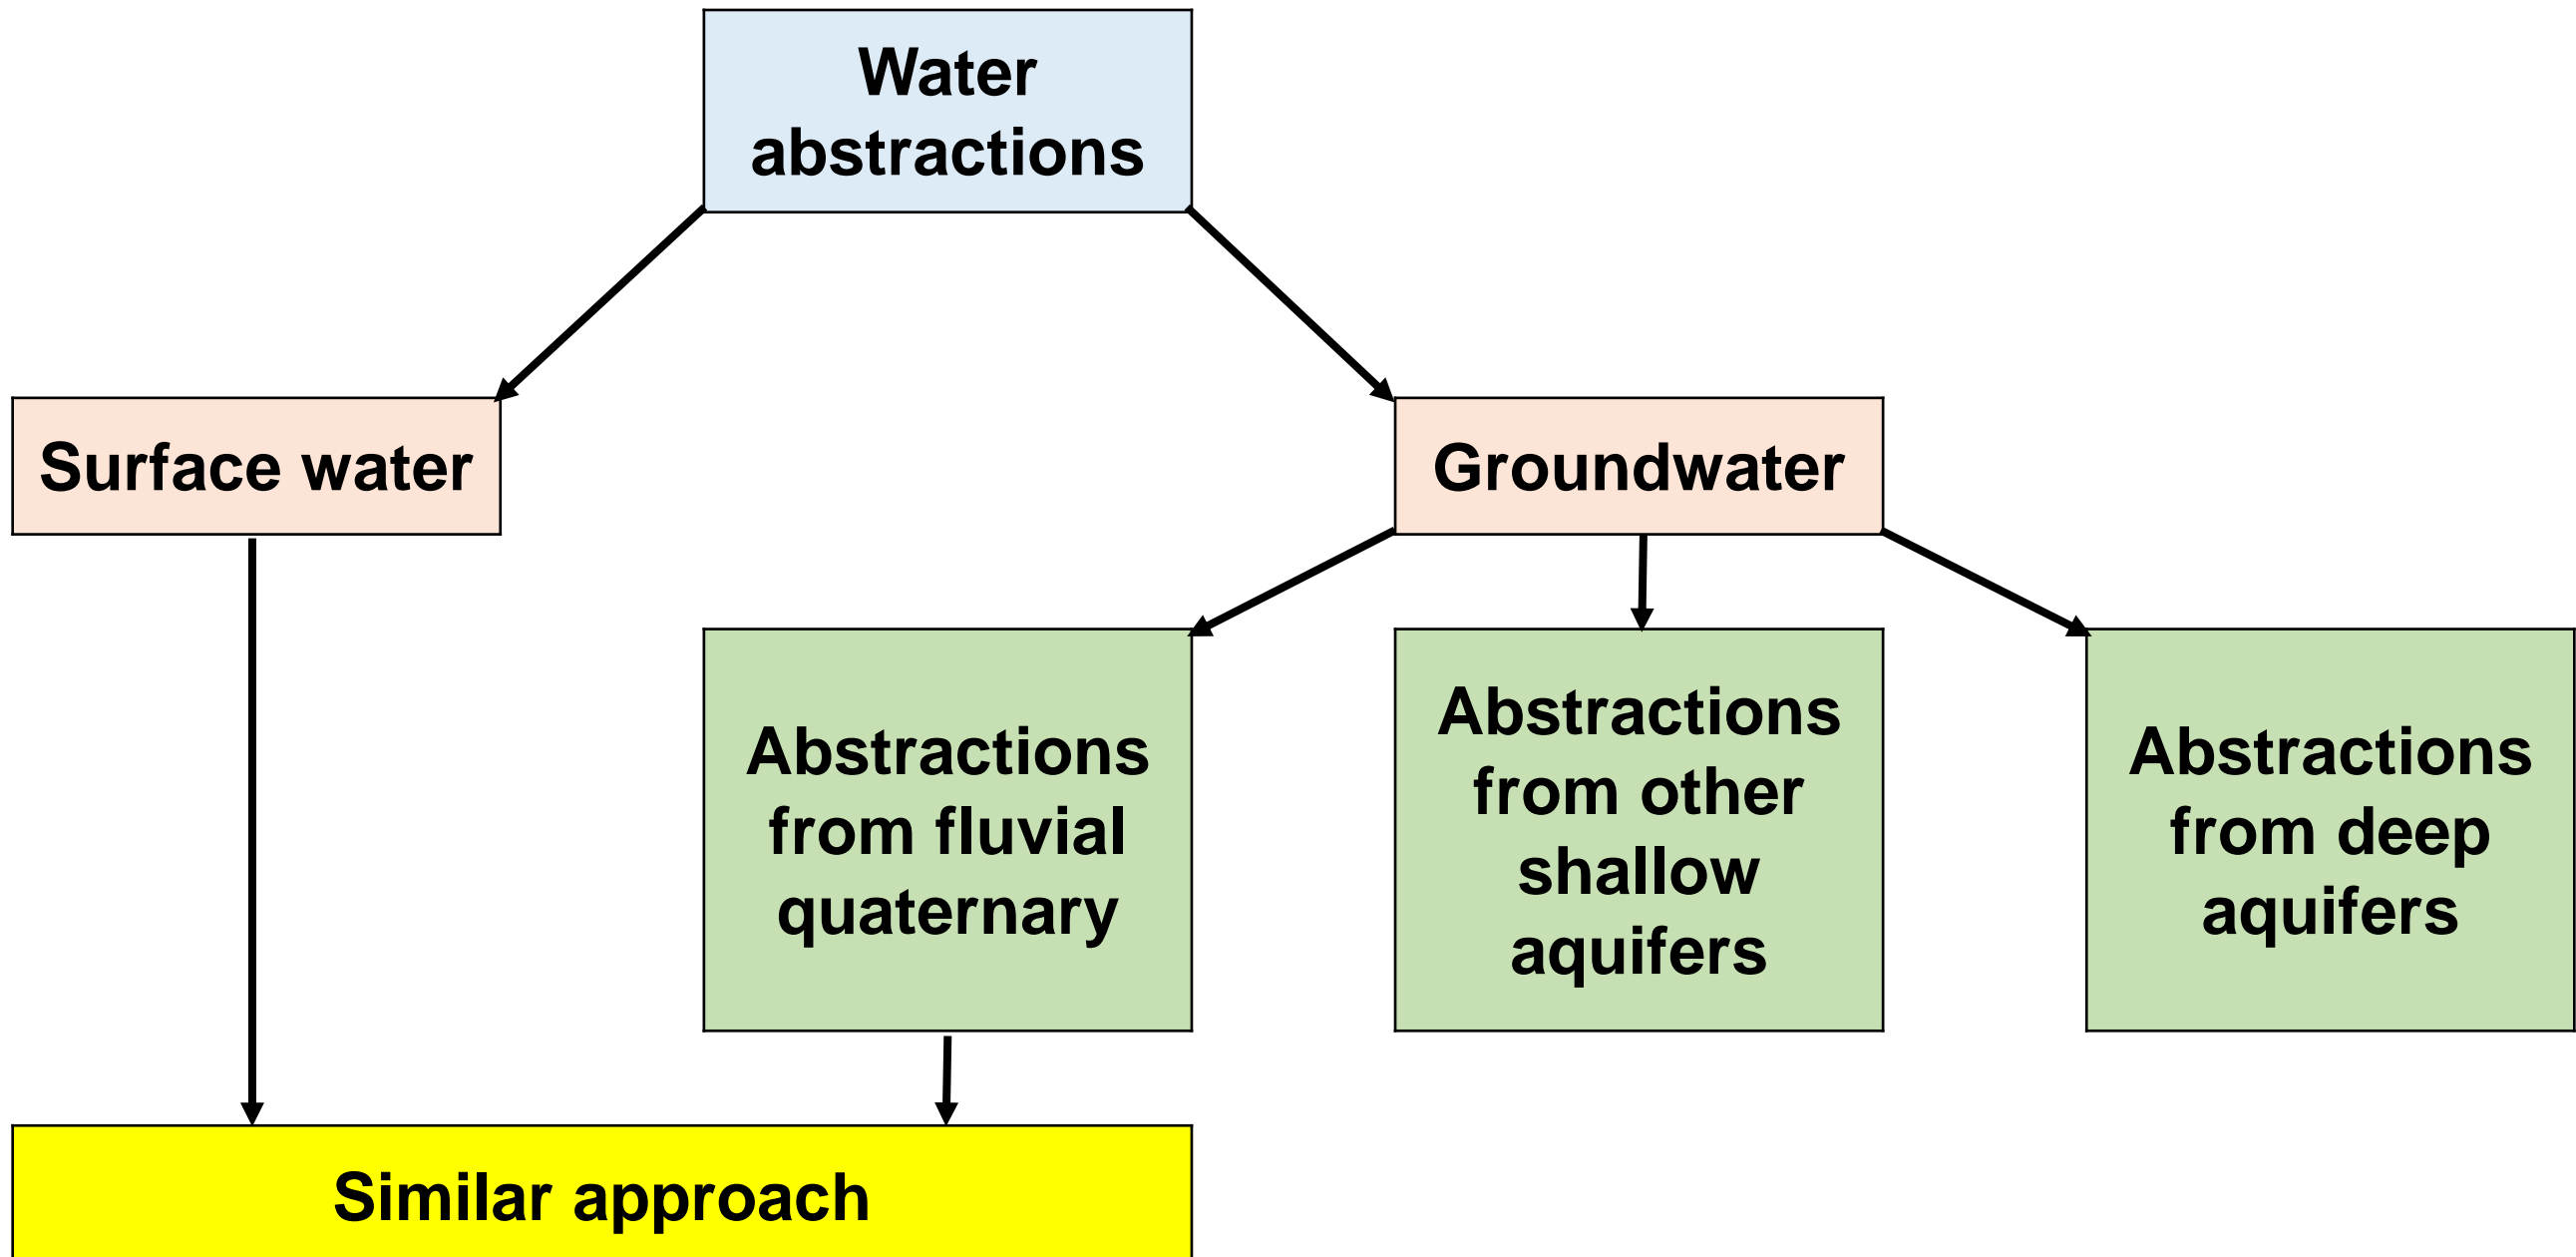 Water
abstractions
Surface water
Groundwater
Abstractions
from fluvial
quaternary
Abstractions
from other
shallow
aquifers
Abstractions
from deep
aquifers
Similar approach